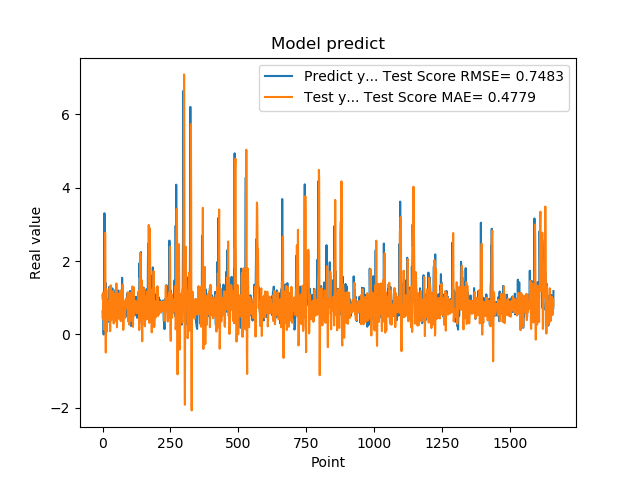 Model predict
Predict y... Test Score RMSE= 0.7483
Test y... Test Score MAE= 0.4779
Real value
6
4
2
0
−2
0 250 500 750 1000 1250 1500
Point